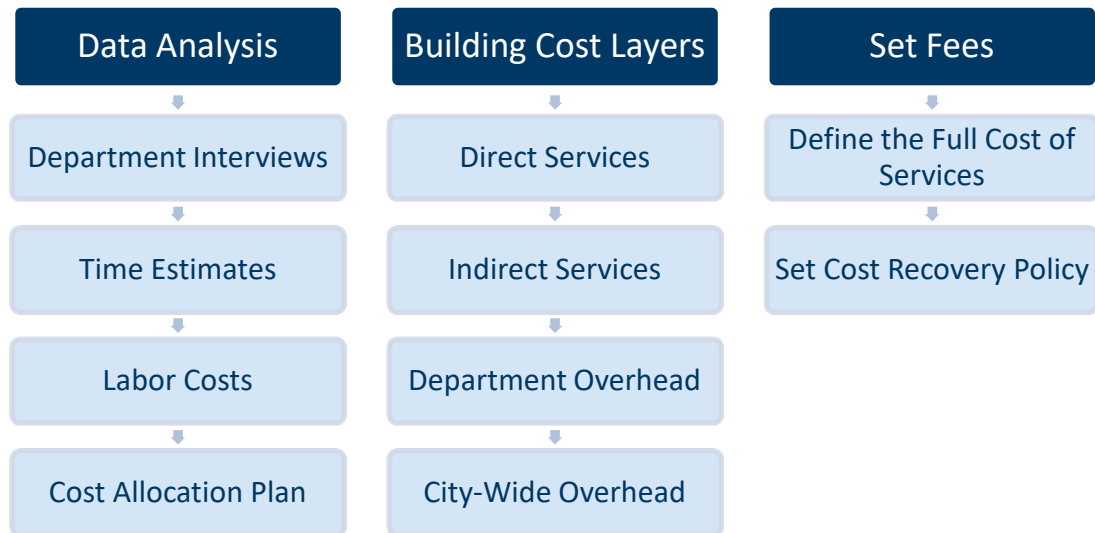 Data Analysis
Department Interviews
Time Estimates
Labor Costs
Cost Allocation Plan
Building Cost Layers
Direct Services
Indirect Services
Department Overhead
City-Wide Overhead
Set Fees
Define the Full Cost of
Services
Set Cost Recovery Policy